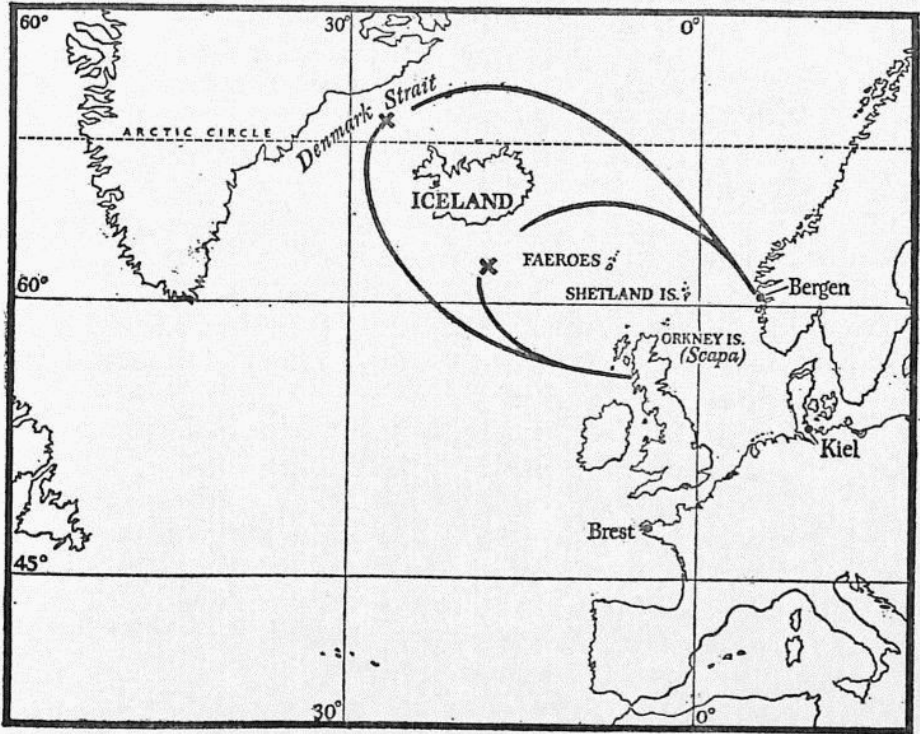 60°
30°
0°
Denmark Strait
ARCTIC CIRCLE
ICELAND
FAEROES
60°
SHETLAND IS.
Bergen
ORKNEY IS.
(Scapa)
Kiel
Brest
45°
30°
0°